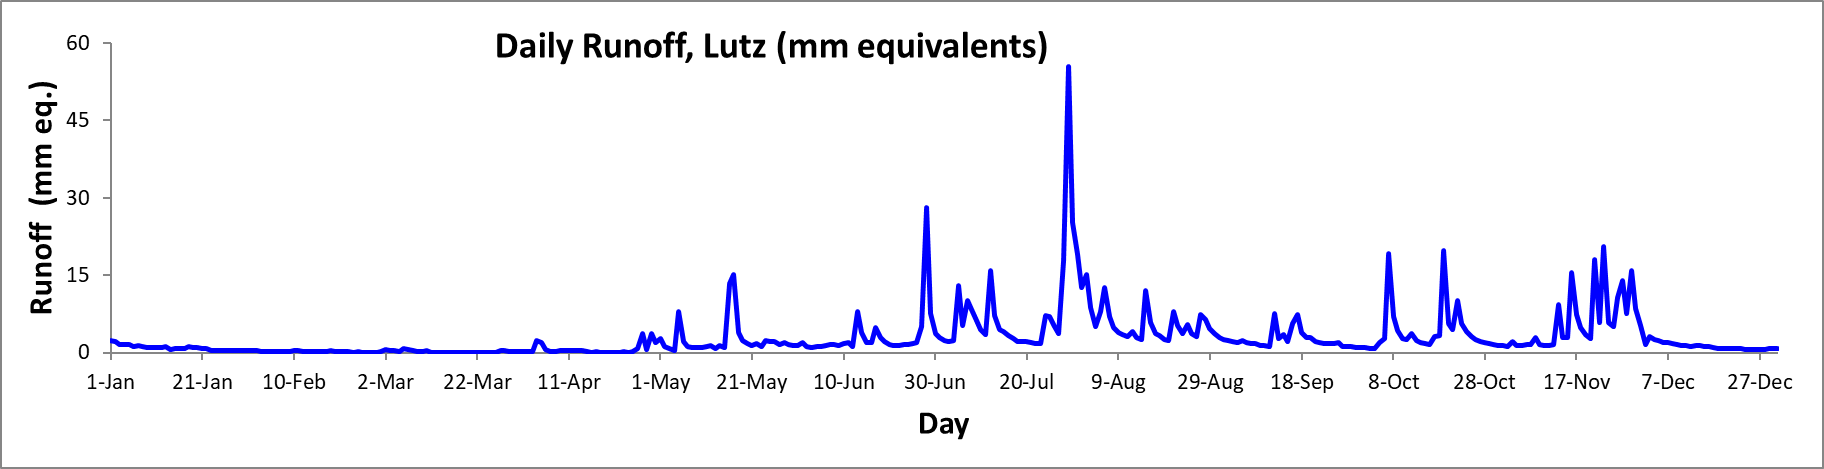 Daily Runoff, Lutz (mm equivalents)
Runoff (mm eq.)
60
45
30
15
0
1-Jan 21-Jan 10-Feb 2-Mar 22-Mar 11-Apr 1-May 21-May 10-Jun 30-Jun 20-Jul 9-Aug 29-Aug 18-Sep 8-Oct 28-Oct 17-Nov 7-Dec 27-Dec
Day